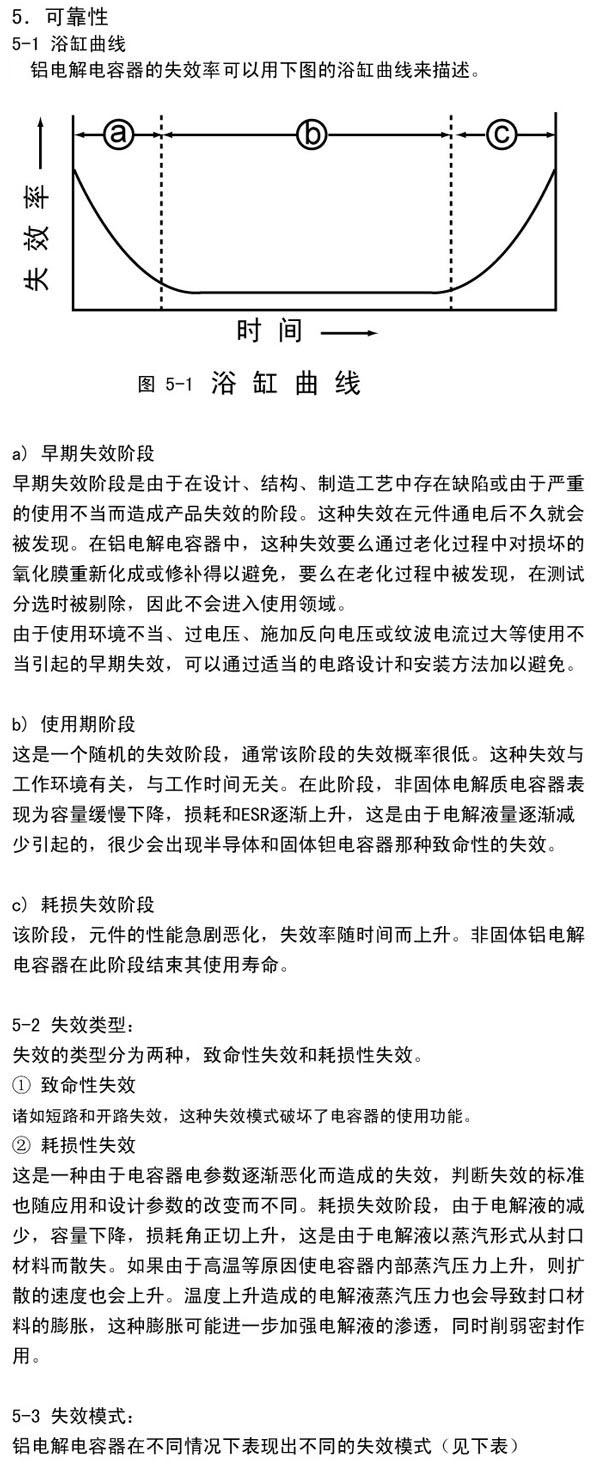 5. 可靠性
5-1 浴缸曲线
铝电解电容器的失效率可以用下图的浴缸曲线来描述。
ⓐ ⓑ ⓒ
失效率
时间
图 5-1 浴缸曲线
a) 早期失效阶段
早期失效阶段是由于在设计、结构、制造工艺中存在缺陷或由于严重
的使用不当而造成产品失效的阶段。这种失效在元件通电后不久就会
被发现。在铝电解电容器中，这种失效要么通过老化过程中对损坏的
氧化膜重新化成或修补得以避免，要么在老化过程中被发现，在测试
分选时被剔除，因此不会进入使用领域。
由于使用环境不当、过电压、施加反向电压或纹波电流过大等使用不
当引起的早期失效，可以通过适当的电路设计和安装方法加以避免。
b) 使用期阶段
这是一个随机的失效阶段，通常该阶段的失效概率很低。这种失效与
工作环境有关，与工作时间无关。在此阶段，非固体电解质电容器表
现为容量缓慢下降，损耗和ESR逐渐上升，这是由于电解液量逐渐减
少引起的，很少会出现半导体和固体钽电容器那种致命性的失效。
c) 耗损失效阶段
该阶段，元件的性能急剧恶化，失效率随时间而上升。非固体铝电解
电容器在此阶段结束其使用寿命。
5-2 失效类型：
失效的类型分为两种，致命性失效和耗损性失效。
① 致命性失效
诸如短路和开路失效，这种失效模式破坏了电容器的使用功能。
② 耗损性失效
这是一种由于电容器电参数逐渐恶化而造成的失效，判断失效的标准
也随应用和设计参数的改变而不同。耗损失效阶段，由于电解液的减
少，容量下降，损耗角正切上升，这是由于电解液以蒸汽形式从封口
材料而散失。如果由于高温等原因使电容器内部蒸汽压力上升，则扩
散的速度也会上升。温度上升造成的电解液蒸汽压力也会导致封口材
料的膨胀，这种膨胀可能进一步加强电解液的渗透，同时削弱密封作
用。
5-3 失效模式：
铝电解电容器在不同情况下表现出不同的失效模式（见下表）